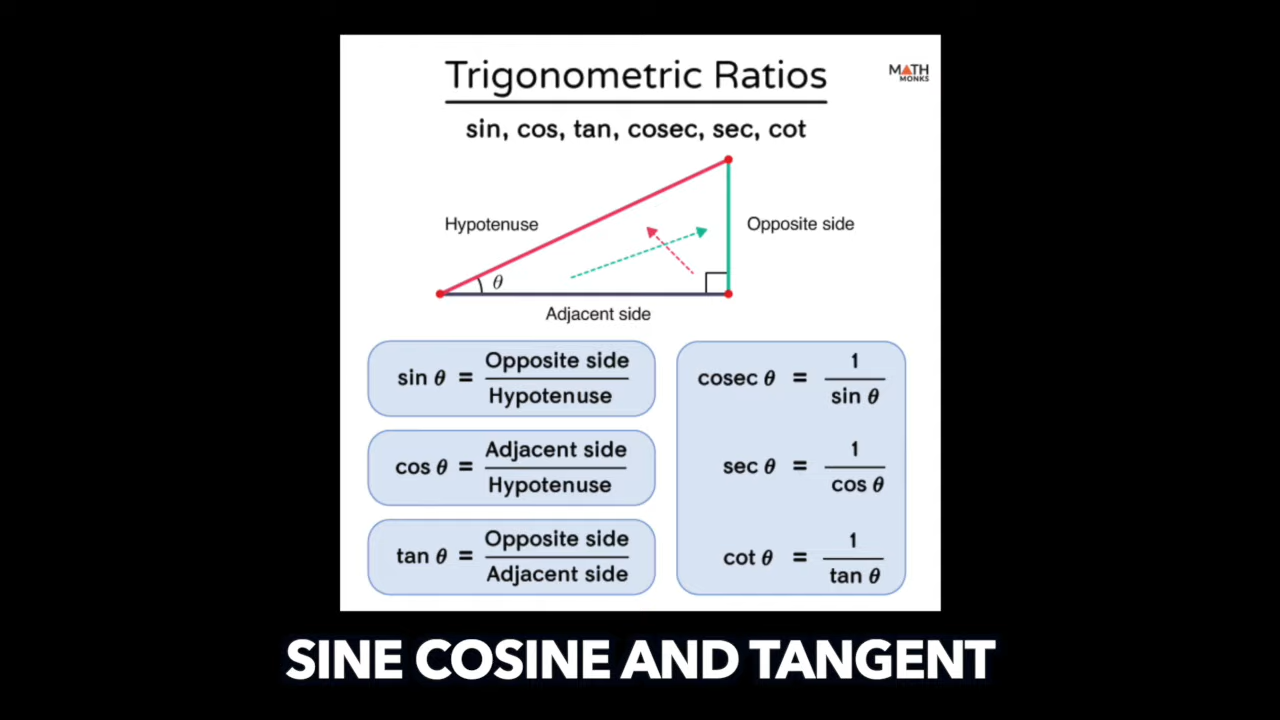 Trigonometric Ratios
MATH
MONKS
sin, cos, tan, cosec, sec, cot
Hypotenuse
Opposite side
θ
Adjacent side
sin θ = Opposite side
Hypotenuse
cos θ = Adjacent side
Hypotenuse
tan θ = Opposite side
Adjacent side
cosec θ = 1
sin θ
sec θ = 1
cos θ
cot θ = 1
tan θ
SINE COSINE AND TANGENT